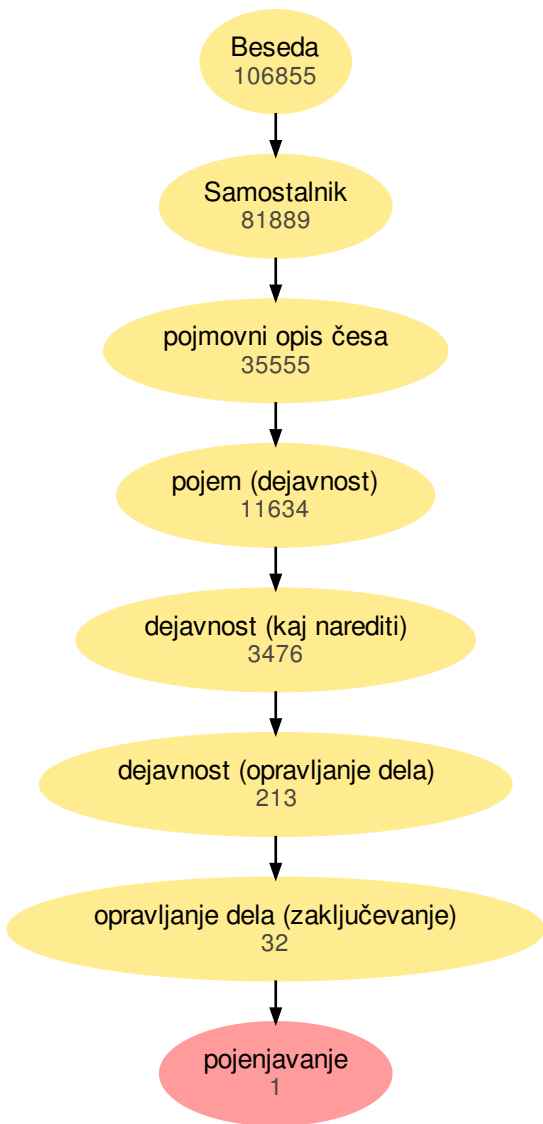 Beseda
106855
Samostalnik
81889
pojmovni opis česa
35555
pojem (dejavnost)
11634
dejavnost (kaj narediti)
3476
dejavnost (opravljanje dela)
213
opravljanje dela (zaključevanje)
32
pojenjavanje
1